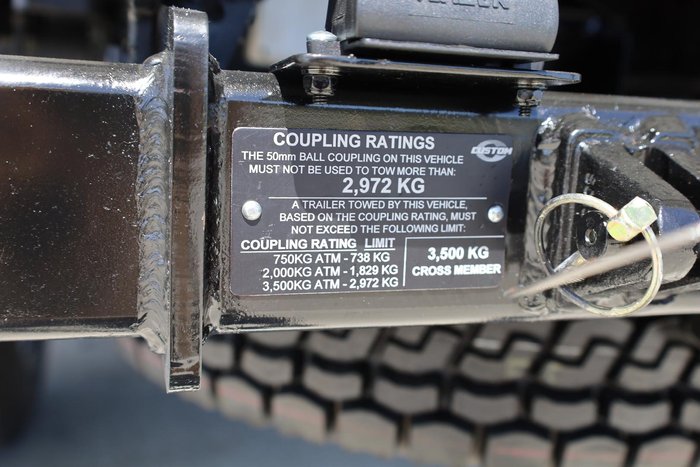 COUPLING RATINGS
CUSTOM
THE 50mm BALL COUPLING ON THIS VEHICLE
MUST NOT BE USED TO TOW MORE THAN:
2,972 KG
A TRAILER TOWED BY THIS VEHICLE,
BASED ON THE COUPLING RATING, MUST
NOT EXCEED THE FOLLOWING LIMIT:
COUPLING RATING LIMIT
750KG ATM - 738 KG
2,000KG ATM - 1,829 KG
3,500KG ATM - 2,972 KG
3,500 KG
CROSS MEMBER